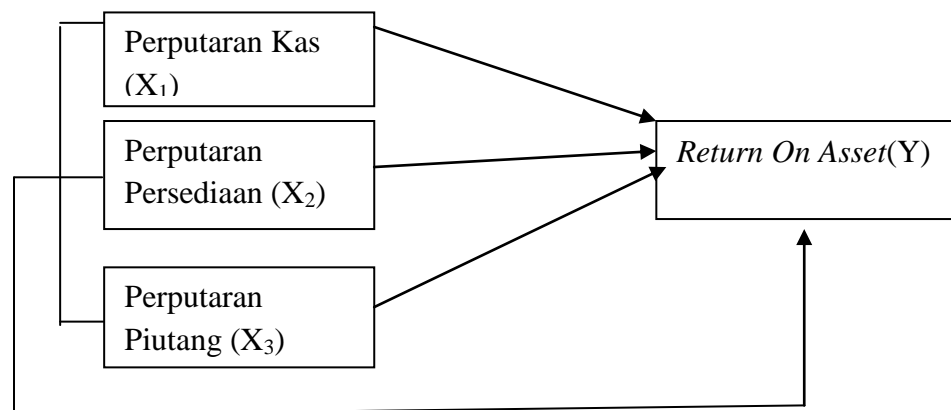 Perputaran Kas
(X₁)
Perputaran
Persediaan (X₂)
Perputaran
Piutang (X₃)
Return On Asset(Y)